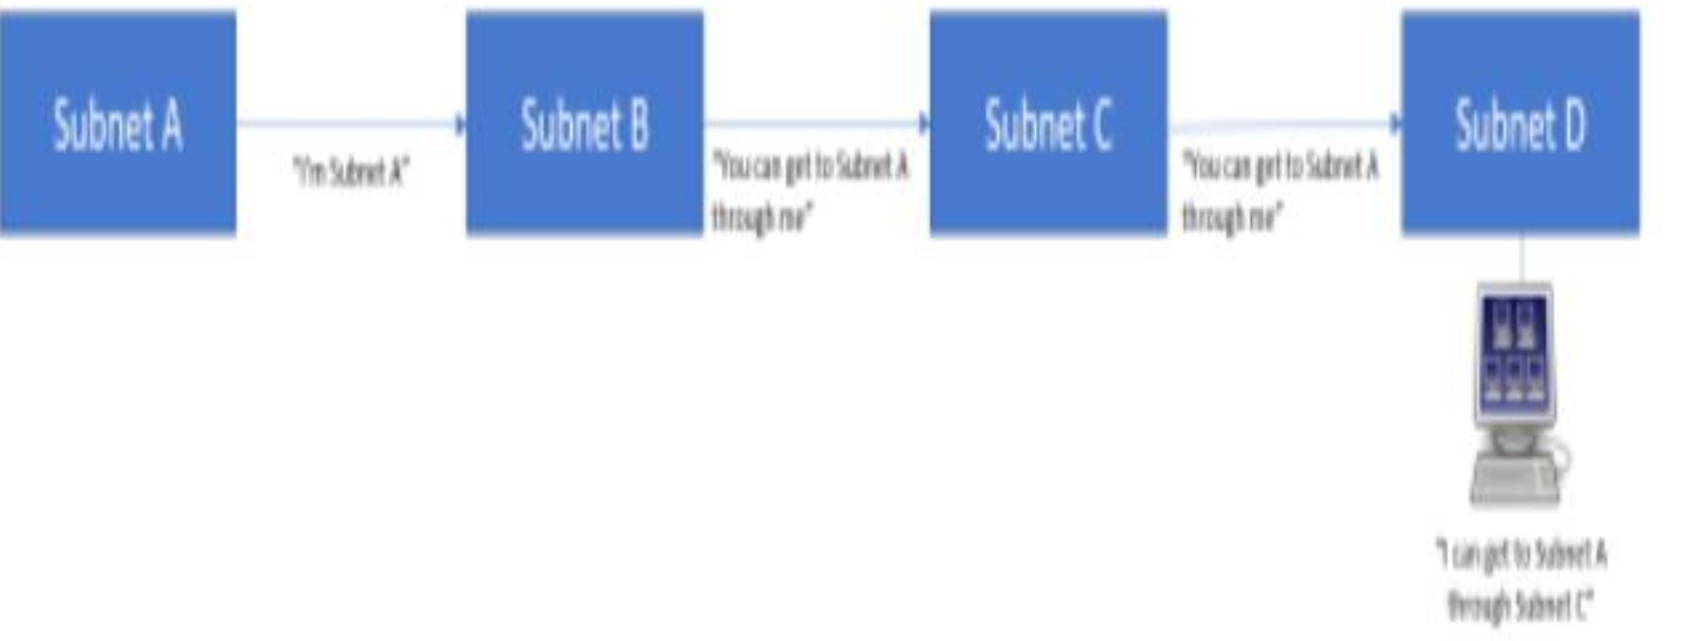 Subnet A
Subnet B
Subnet C
Subnet D
"I'm Subnet A"
"You can get to Subnet A
through me"
"You can get to Subnet A
through me"
"I can get to Subnet A
through Subnet C"